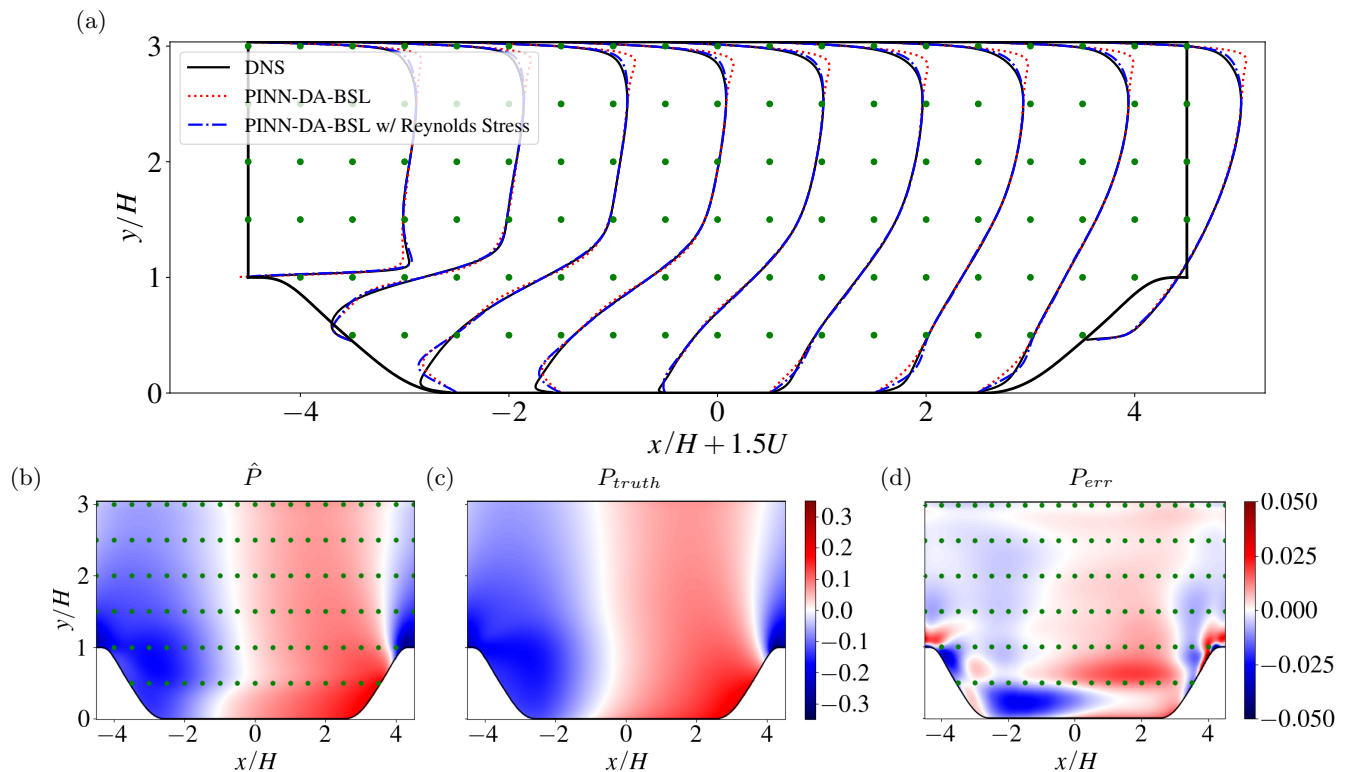 (a)
3
2
1
0
y/H
DNS
PINN-DA-BSL
PINN-DA-BSL w/ Reynolds Stress
−4 −2 0 2 4
x/H + 1.5U
(b) P̂
3
2
1
0
y/H
−4 −2 0 2 4
x/H
(c) P_truth
−4 −2 0 2 4
x/H
0.3
0.2
0.1
0.0
−0.1
−0.2
−0.3
(d) P_err
−4 −2 0 2 4
x/H
0.050
0.025
0.000
−0.025
−0.050